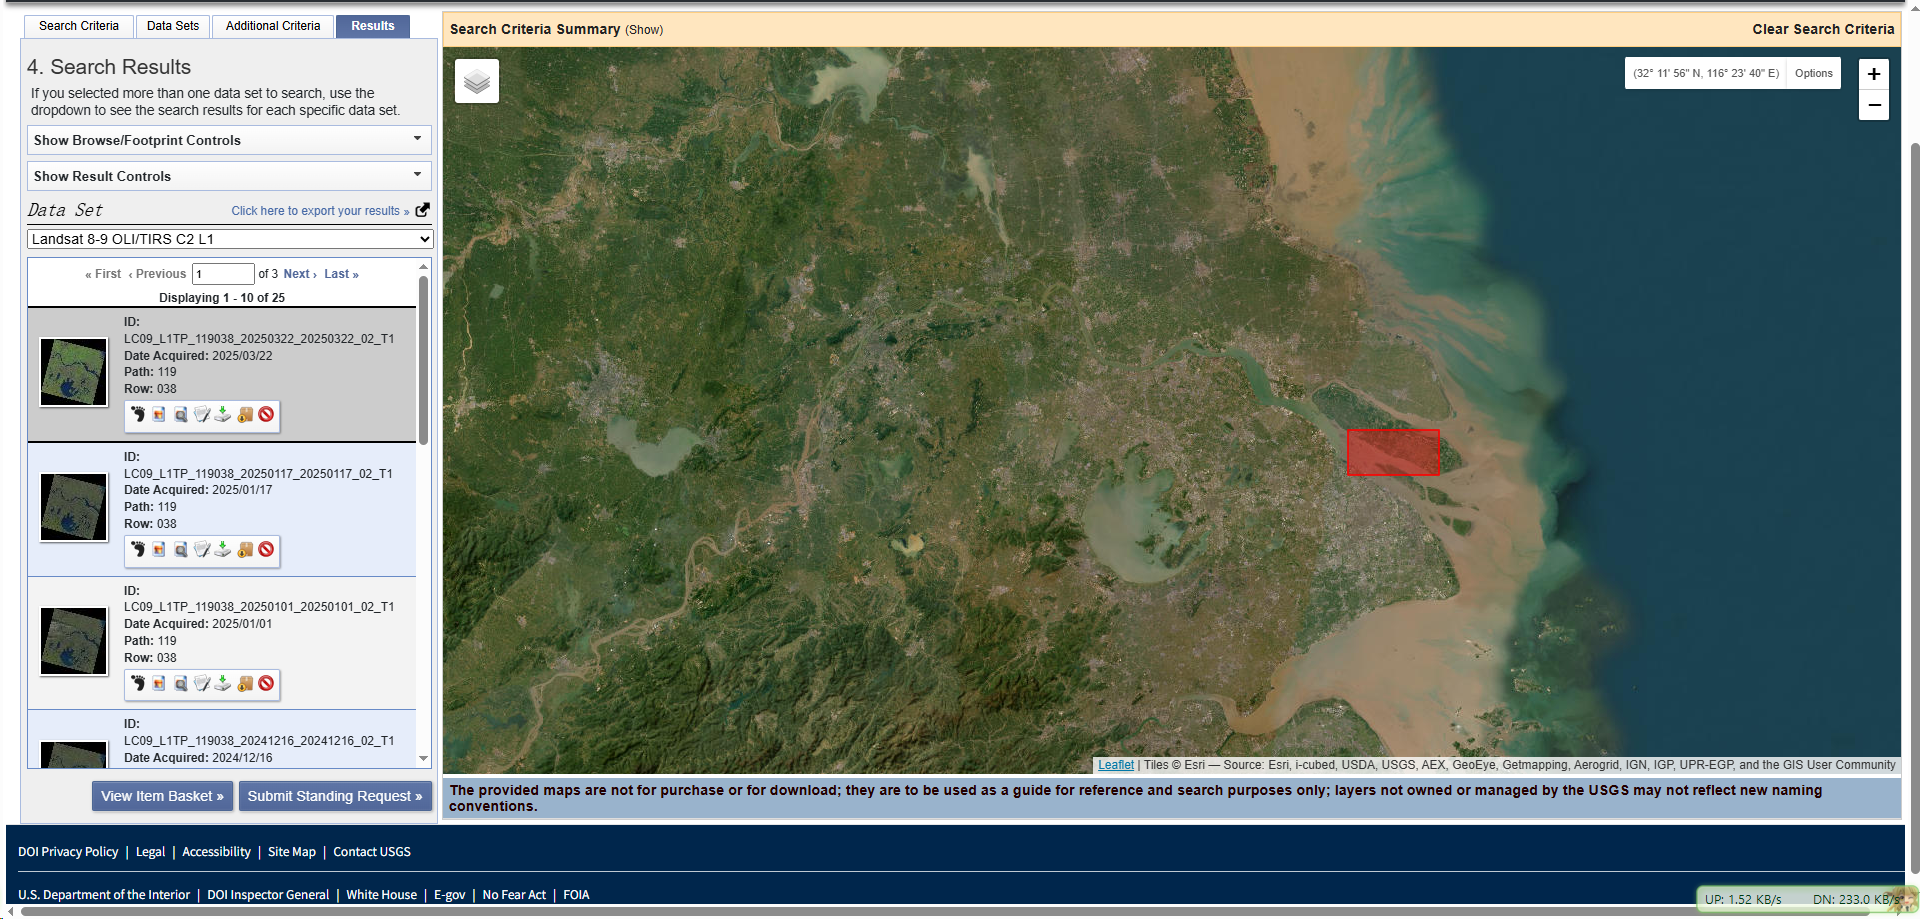 Search Criteria
Data Sets
Additional Criteria
Results
4. Search Results
If you selected more than one data set to search, use the
dropdown to see the search results for each specific data set.
Show Browse/Footprint Controls
Show Result Controls
Data Set
Click here to export your results »
Landsat 8-9 OLI/TIRS C2 L1
« First ‹ Previous 1 of 3 Next › Last »
Displaying 1 - 10 of 25
ID:
LC09_L1TP_119038_20250322_20250322_02_T1
Date Acquired: 2025/03/22
Path: 119
Row: 038
ID:
LC09_L1TP_119038_20250117_20250117_02_T1
Date Acquired: 2025/01/17
Path: 119
Row: 038
ID:
LC09_L1TP_119038_20250101_20250101_02_T1
Date Acquired: 2025/01/01
Path: 119
Row: 038
ID:
LC09_L1TP_119038_20241216_20241216_02_T1
Date Acquired: 2024/12/16
View Item Basket »
Submit Standing Request »
Search Criteria Summary (Show)
Clear Search Criteria
(32° 11' 56" N, 116° 23' 40" E)
Options
+
−
Leaflet | Tiles © Esri — Source: Esri, i-cubed, USDA, USGS, AEX, GeoEye, Getmapping, Aerogrid, IGN, IGP, UPR-EGP, and the GIS User Community
The provided maps are not for purchase or for download; they are to be used as a guide for reference and search purposes only; layers not owned or managed by the USGS may not reflect new naming
conventions.
DOI Privacy Policy | Legal | Accessibility | Site Map | Contact USGS
U.S. Department of the Interior | DOI Inspector General | White House | E-gov | No Fear Act | FOIA
UP: 1.52 KB/s DN: 233.0 KB/s